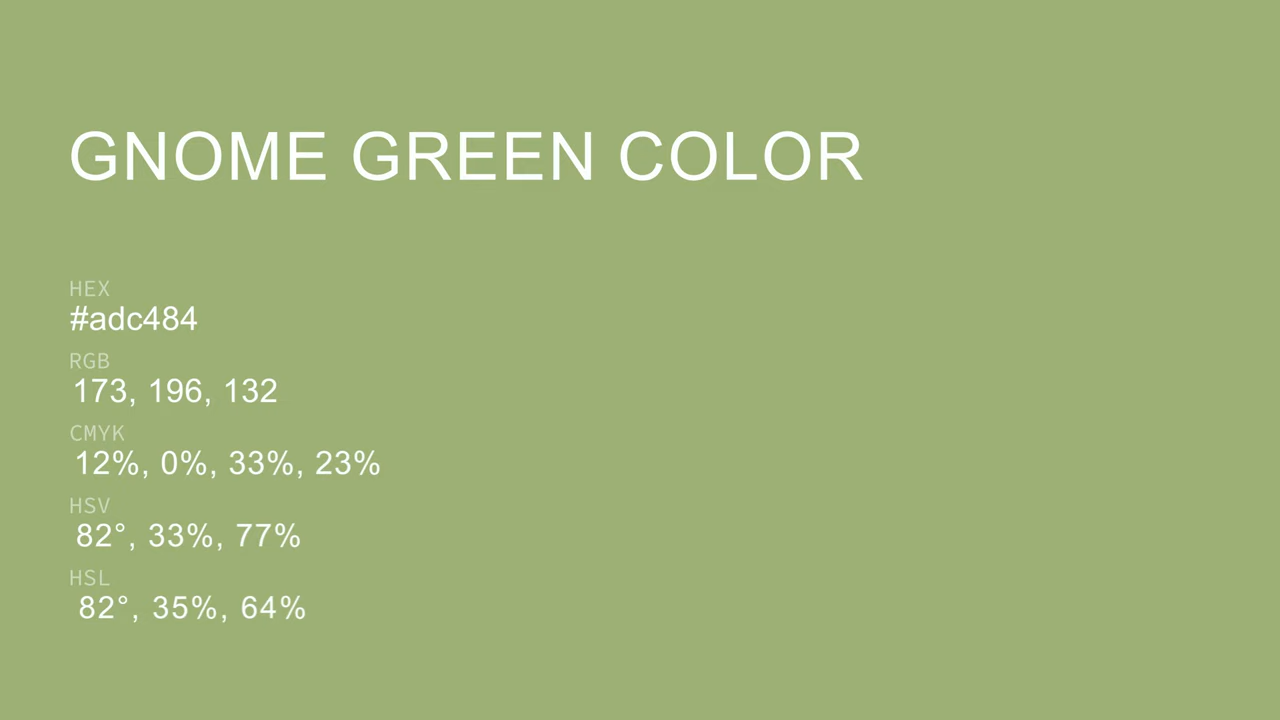 GNOME GREEN COLOR
HEX
#adc484
RGB
173, 196, 132
CMYK
12%, 0%, 33%, 23%
HSV
82°, 33%, 77%
HSL
82°, 35%, 64%